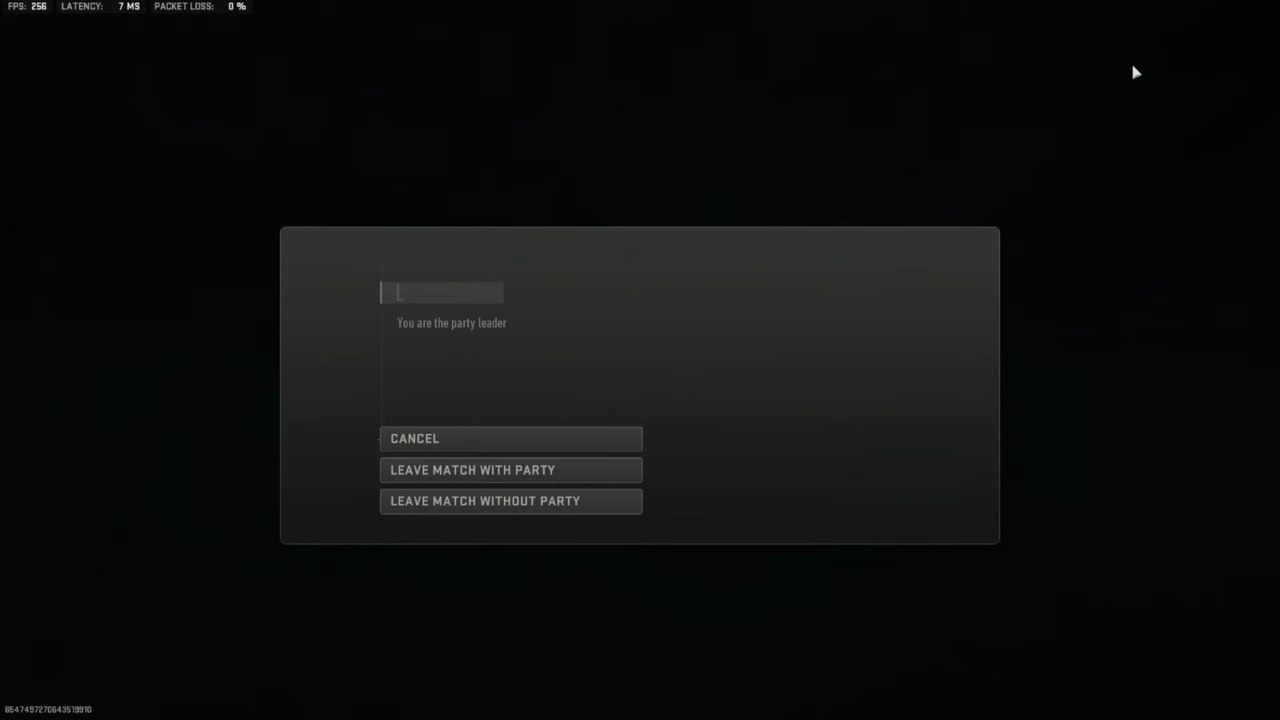 FPS: 256 LATENCY: 7 MS PACKET LOSS: 0 %
L
You are the party leader
CANCEL
LEAVE MATCH WITH PARTY
LEAVE MATCH WITHOUT PARTY
6547497270643519910